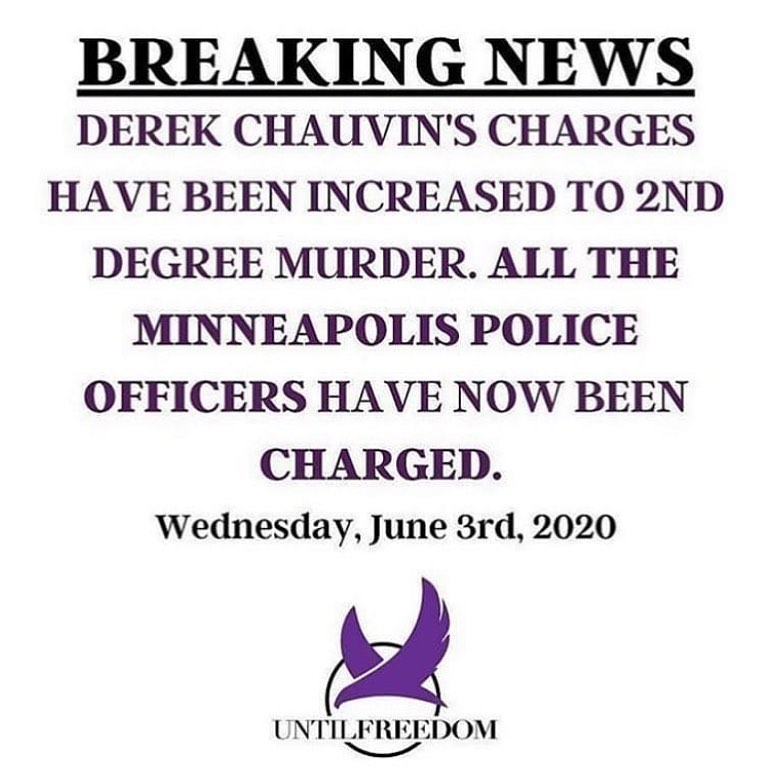 BREAKING NEWS
DEREK CHAUVIN'S CHARGES
HAVE BEEN INCREASED TO 2ND
DEGREE MURDER. ALL THE
MINNEAPOLIS POLICE
OFFICERS HAVE NOW BEEN
CHARGED.
Wednesday, June 3rd, 2020
UNTILFREEDOM